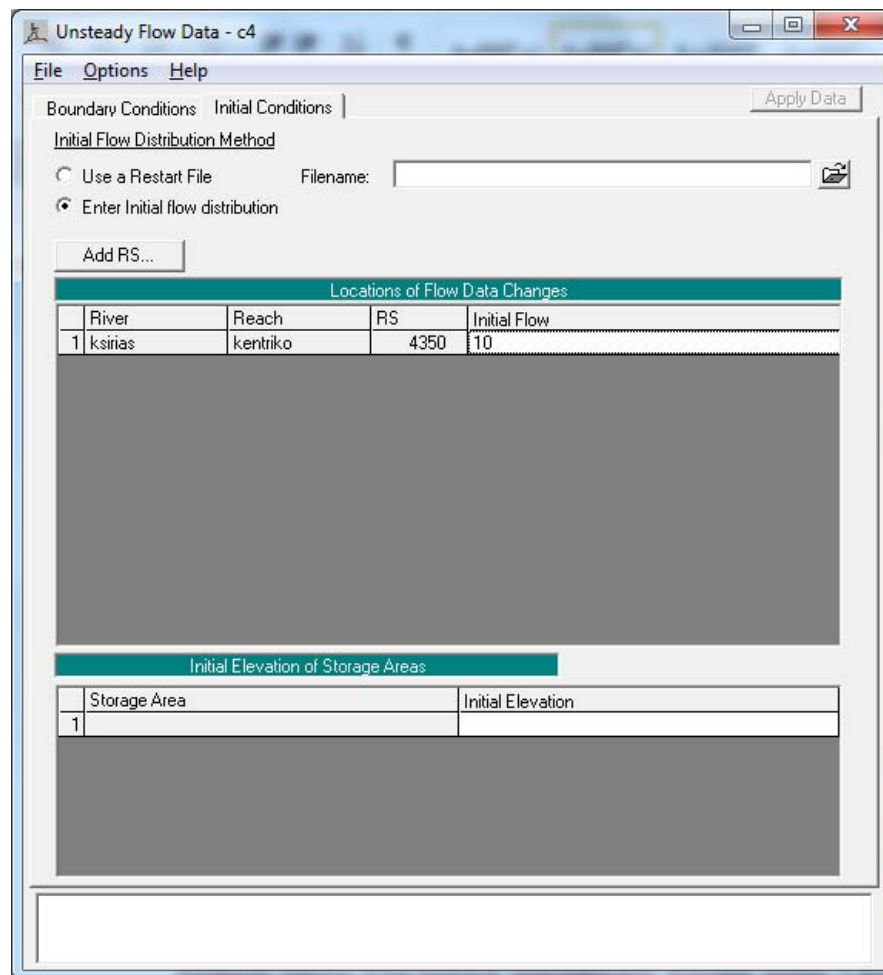 Unsteady Flow Data - c4
File Options Help
Boundary Conditions Initial Conditions Apply Data
Initial Flow Distribution Method
Use a Restart File Filename:
Enter Initial flow distribution
Add RS...
Locations of Flow Data Changes
River Reach RS Initial Flow
1 ksirias kentriko 4350 10
Initial Elevation of Storage Areas
Storage Area Initial Elevation
1